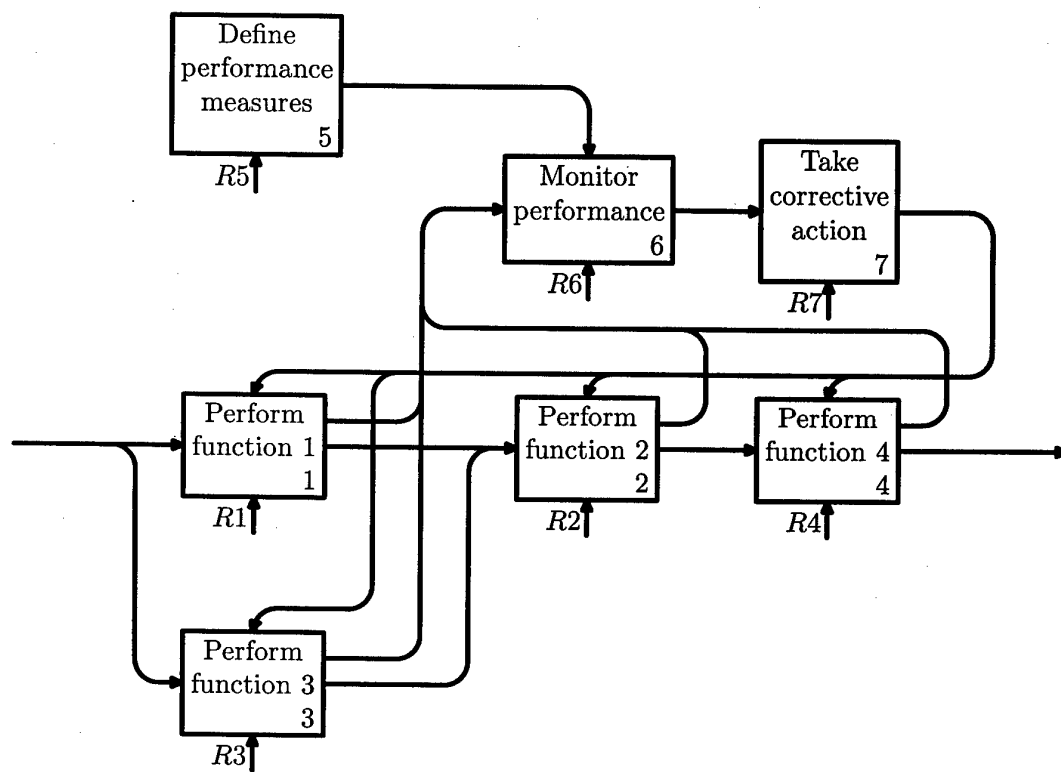 Define
performance
measures
5
R5
Monitor
performance
6
R6
Take
corrective
action
7
R7
Perform
function 1
1
R1
Perform
function 2
2
R2
Perform
function 4
4
R4
Perform
function 3
3
R3